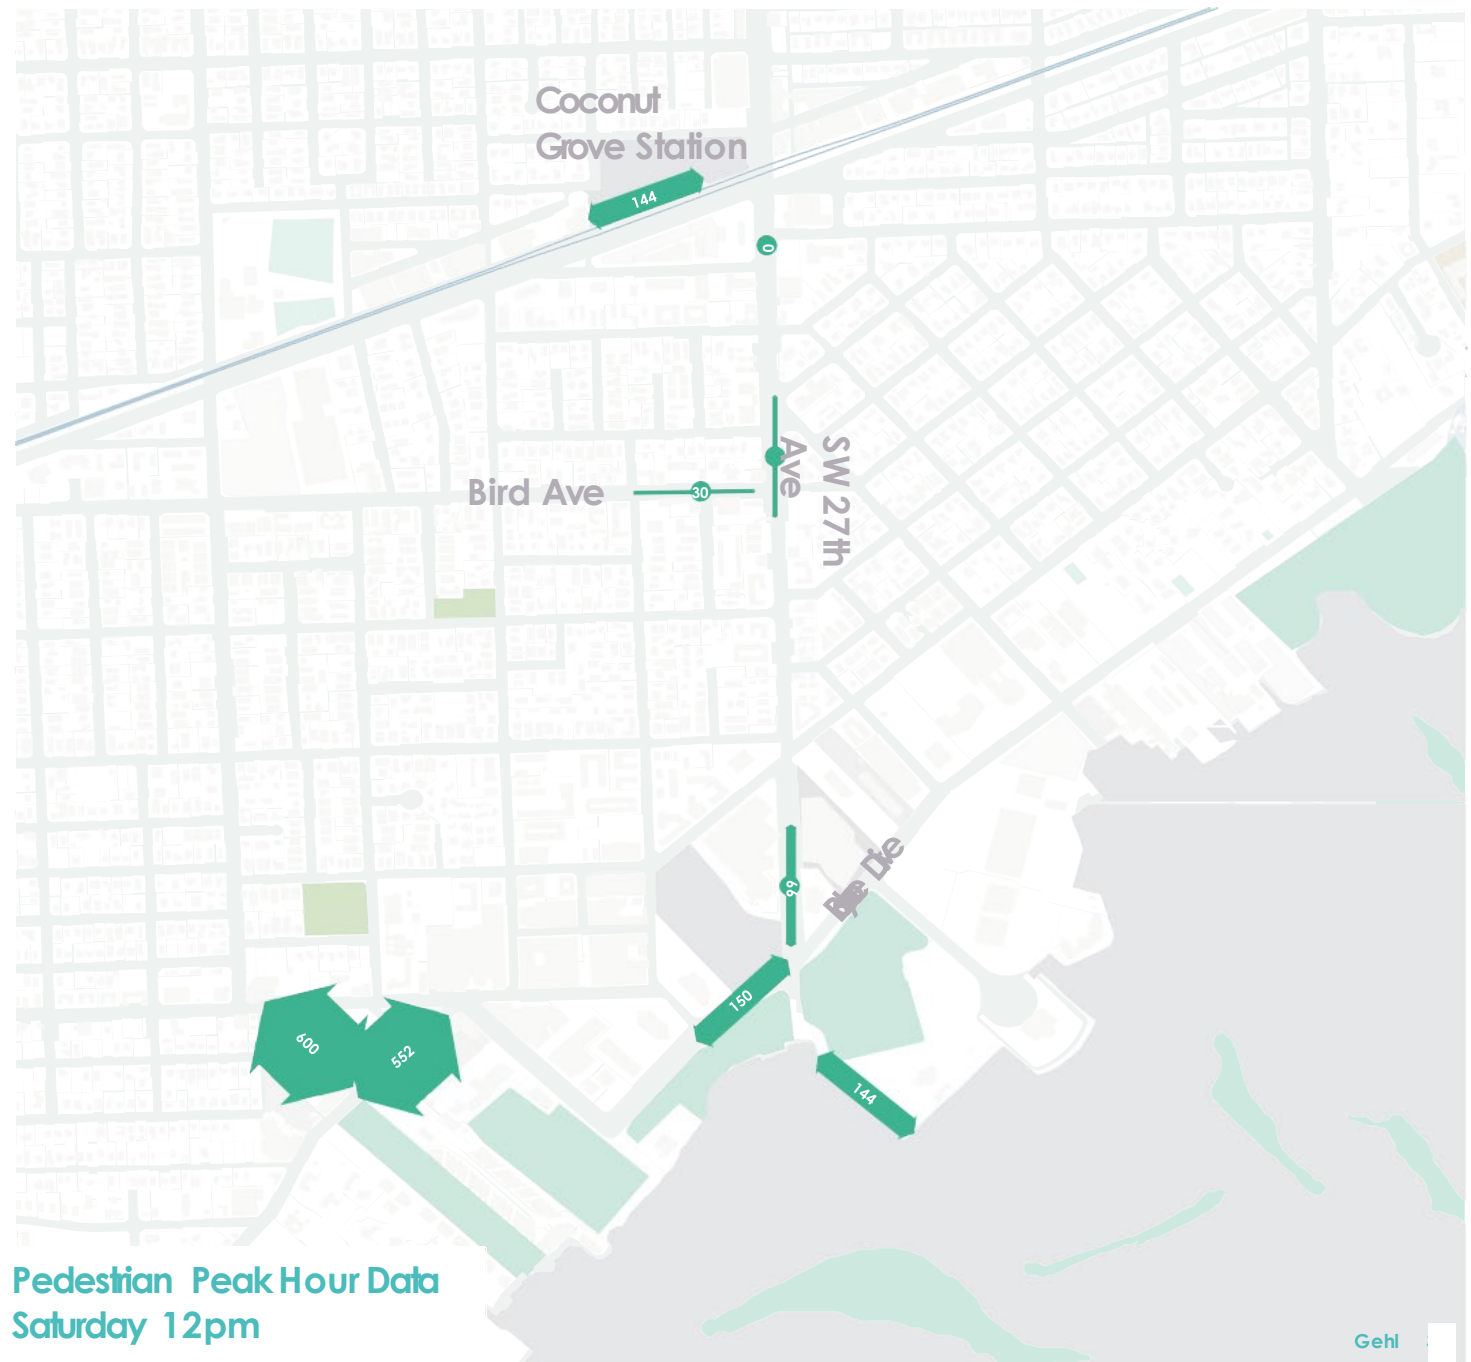 Coconut
Grove Station
144
0
SW 27th
Ave
Bird Ave
30
66
150
144
600
552
Pedestrian Peak Hour Data
Saturday 12pm
Gehl